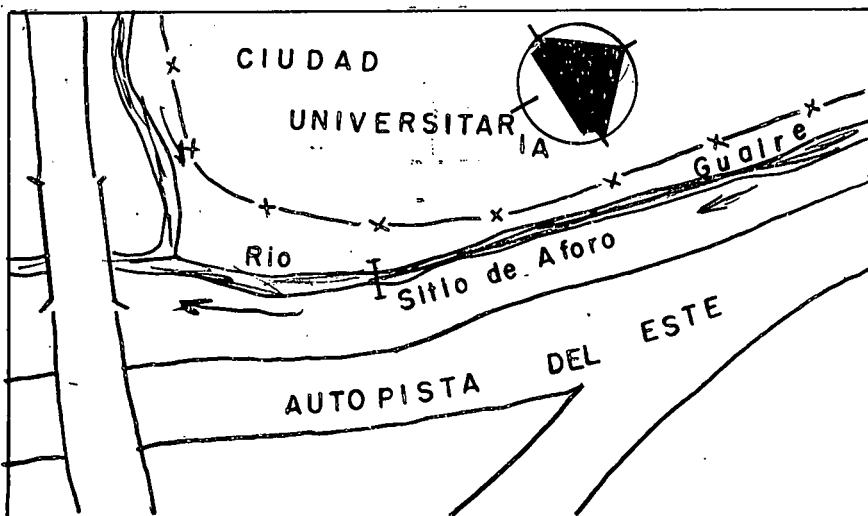 CIUDAD
UNIVERSITARIA
Rio Guaire
Sitio de Aforo
AUTOPISTA DEL ESTE